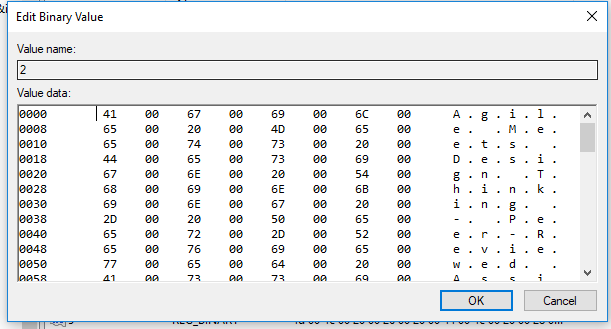 Edit Binary Value
Value name:
2
Value data:
0000 41 00 67 00 69 00 6C 00 A . g . i . l .
0008 65 00 20 00 4D 00 65 00 e . . M . e .
0010 65 00 74 00 73 00 20 00 e . t . s . .
0018 44 00 65 00 73 00 69 00 D . e . s . i .
0020 67 00 6E 00 20 00 54 00 g . n . . T .
0028 68 00 69 00 6E 00 6B 00 h . i . n . k .
0030 69 00 6E 00 67 00 20 00 i . n . g . .
0038 2D 00 20 00 50 00 65 00 - . . P . e .
0040 65 00 72 00 2D 00 52 00 e . r . - . R .
0048 65 00 76 00 69 00 65 00 e . v . i . e .
0050 77 00 65 00 64 00 20 00 w . e . d . .
0058 41 00 73 00 73 00 69 00 A . s . s . i .
OK Cancel